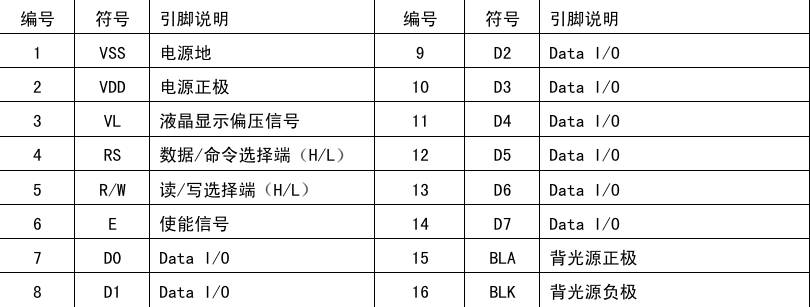 编号 符号 引脚说明 编号 符号 引脚说明
1 VSS 电源地 9 D2 Data I/O
2 VDD 电源正极 10 D3 Data I/O
3 VL 液晶显示偏压信号 11 D4 Data I/O
4 RS 数据/命令选择端（H/L） 12 D5 Data I/O
5 R/W 读/写选择端（H/L） 13 D6 Data I/O
6 E 使能信号 14 D7 Data I/O
7 D0 Data I/O 15 BLA 背光源正极
8 D1 Data I/O 16 BLK 背光源负极